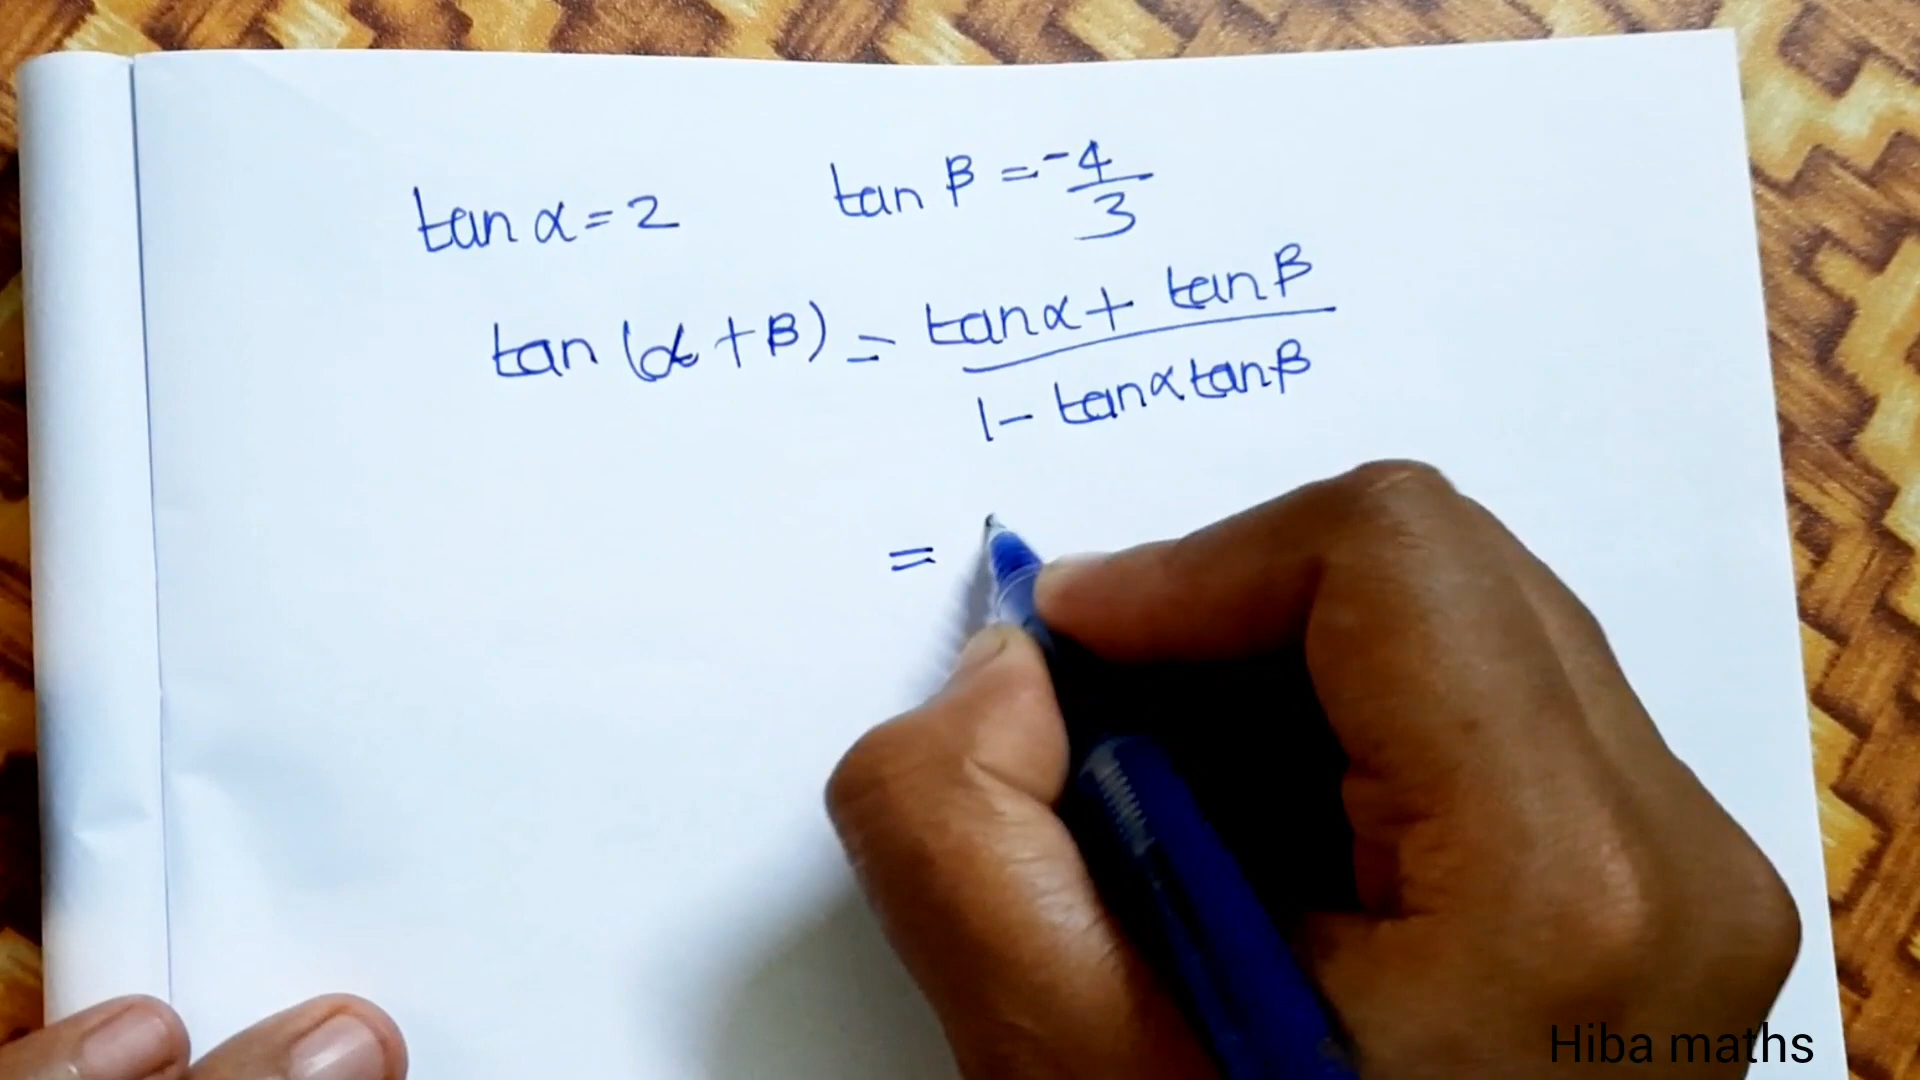 tan α = 2 tan β = -4/3
tan (α + β) = tan α + tan β / 1 - tan α tan β
=
Hiba maths